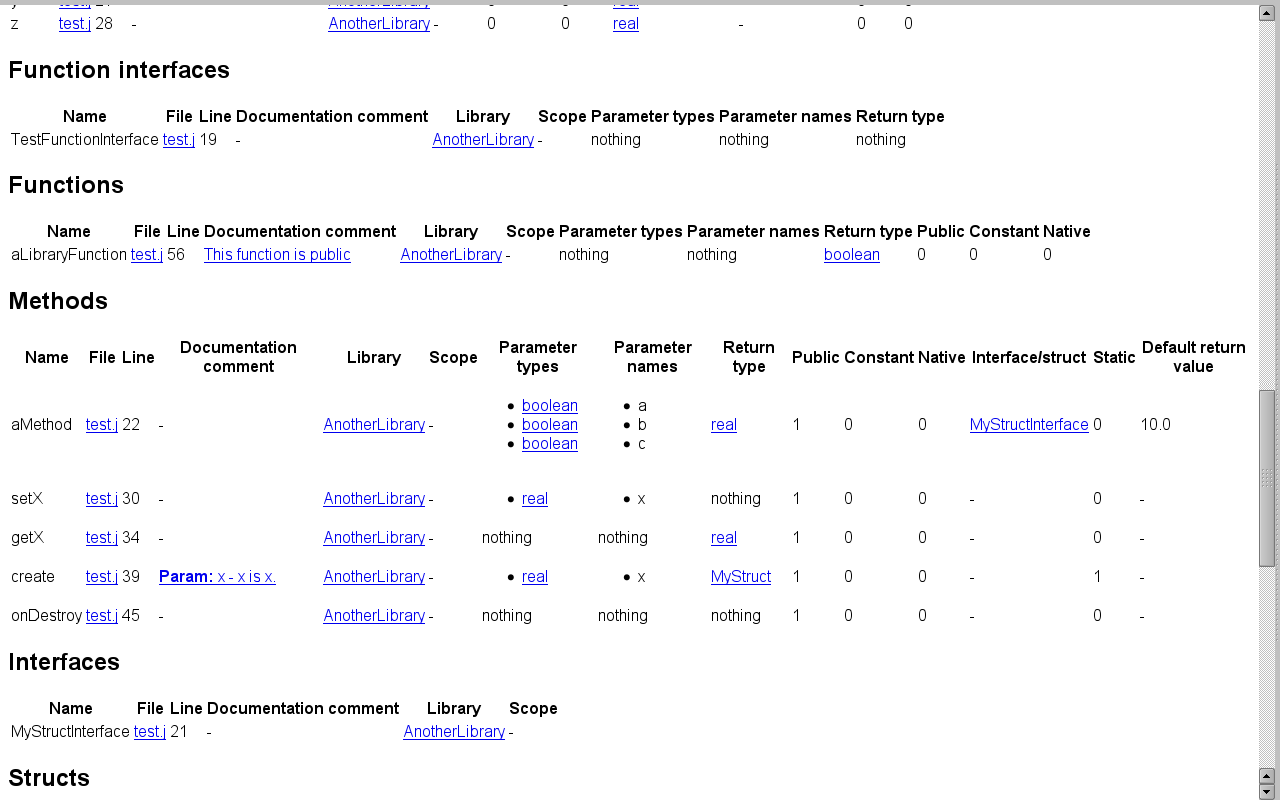 z test.j 28 - AnotherLibrary - 0 0 real - 0 0
Function interfaces
Name File Line Documentation comment Library Scope Parameter types Parameter names Return type
TestFunctionInterface test.j 19 - AnotherLibrary - nothing nothing nothing
Functions
Name File Line Documentation comment Library Scope Parameter types Parameter names Return type Public Constant Native
aLibraryFunction test.j 56 This function is public AnotherLibrary - nothing nothing boolean 0 0 0
Methods
Name File Line Documentation comment Library Scope Parameter types Parameter names Return type Public Constant Native Interface/struct Static Default return value
aMethod test.j 22 - AnotherLibrary - • boolean • boolean • boolean • a • b • c real 1 0 0 MyStructInterface 0 10.0
setX test.j 30 - AnotherLibrary - • real • x nothing 1 0 0 - 0 -
getX test.j 34 - AnotherLibrary - nothing nothing real 1 0 0 - 0 -
create test.j 39 Param: x - x is x. AnotherLibrary - • real • x MyStruct 1 0 0 - 1 -
onDestroy test.j 45 - AnotherLibrary - nothing nothing nothing 1 0 0 - 0 -
Interfaces
Name File Line Documentation comment Library Scope
MyStructInterface test.j 21 - AnotherLibrary -
Structs